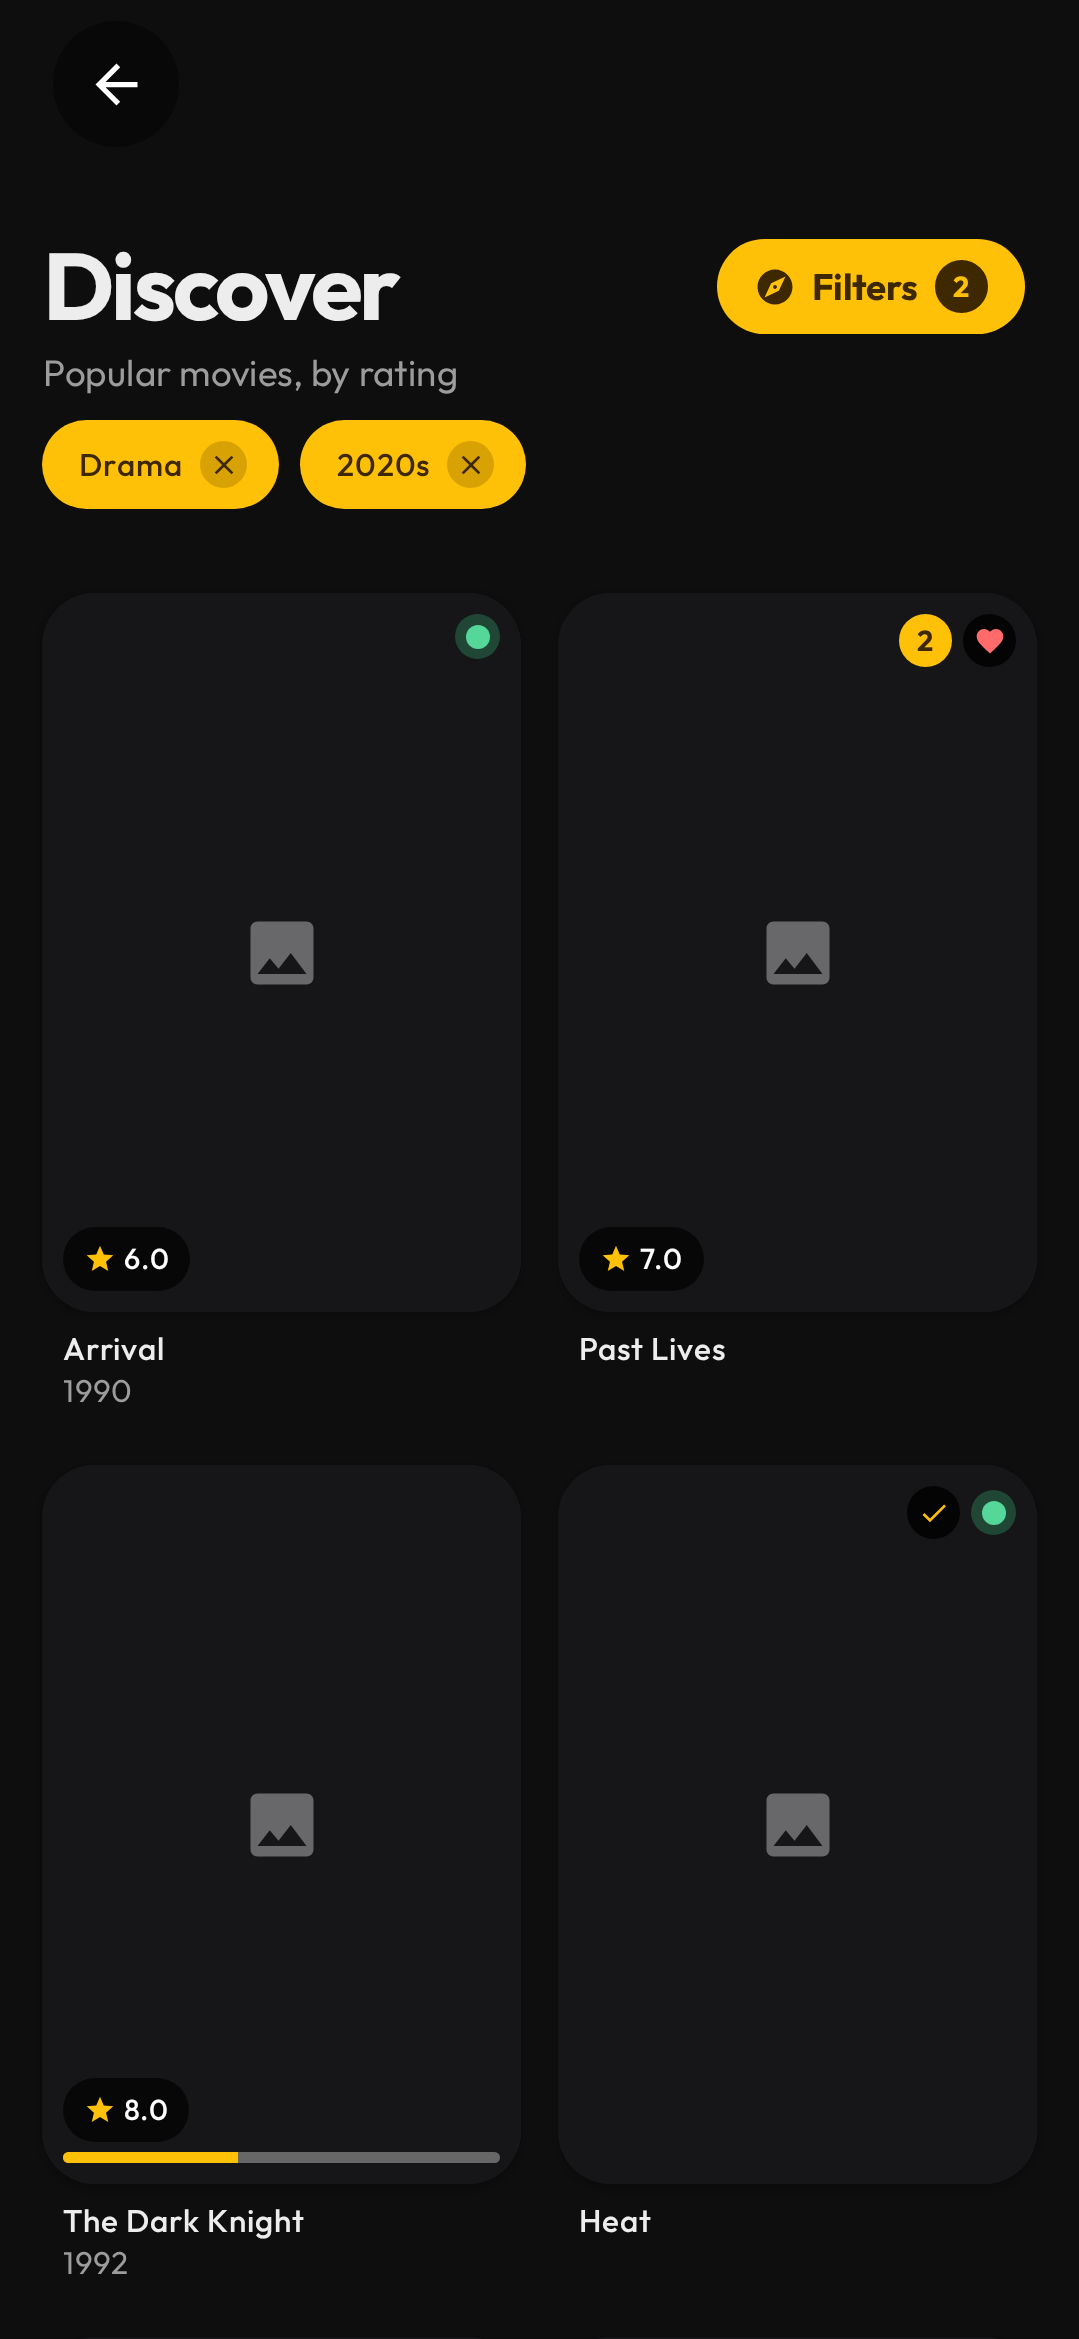 Discover
Filters 2
Popular movies, by rating
Drama
2020s
2
6.0
7.0
Arrival
1990
Past Lives
8.0
The Dark Knight
1992
Heat